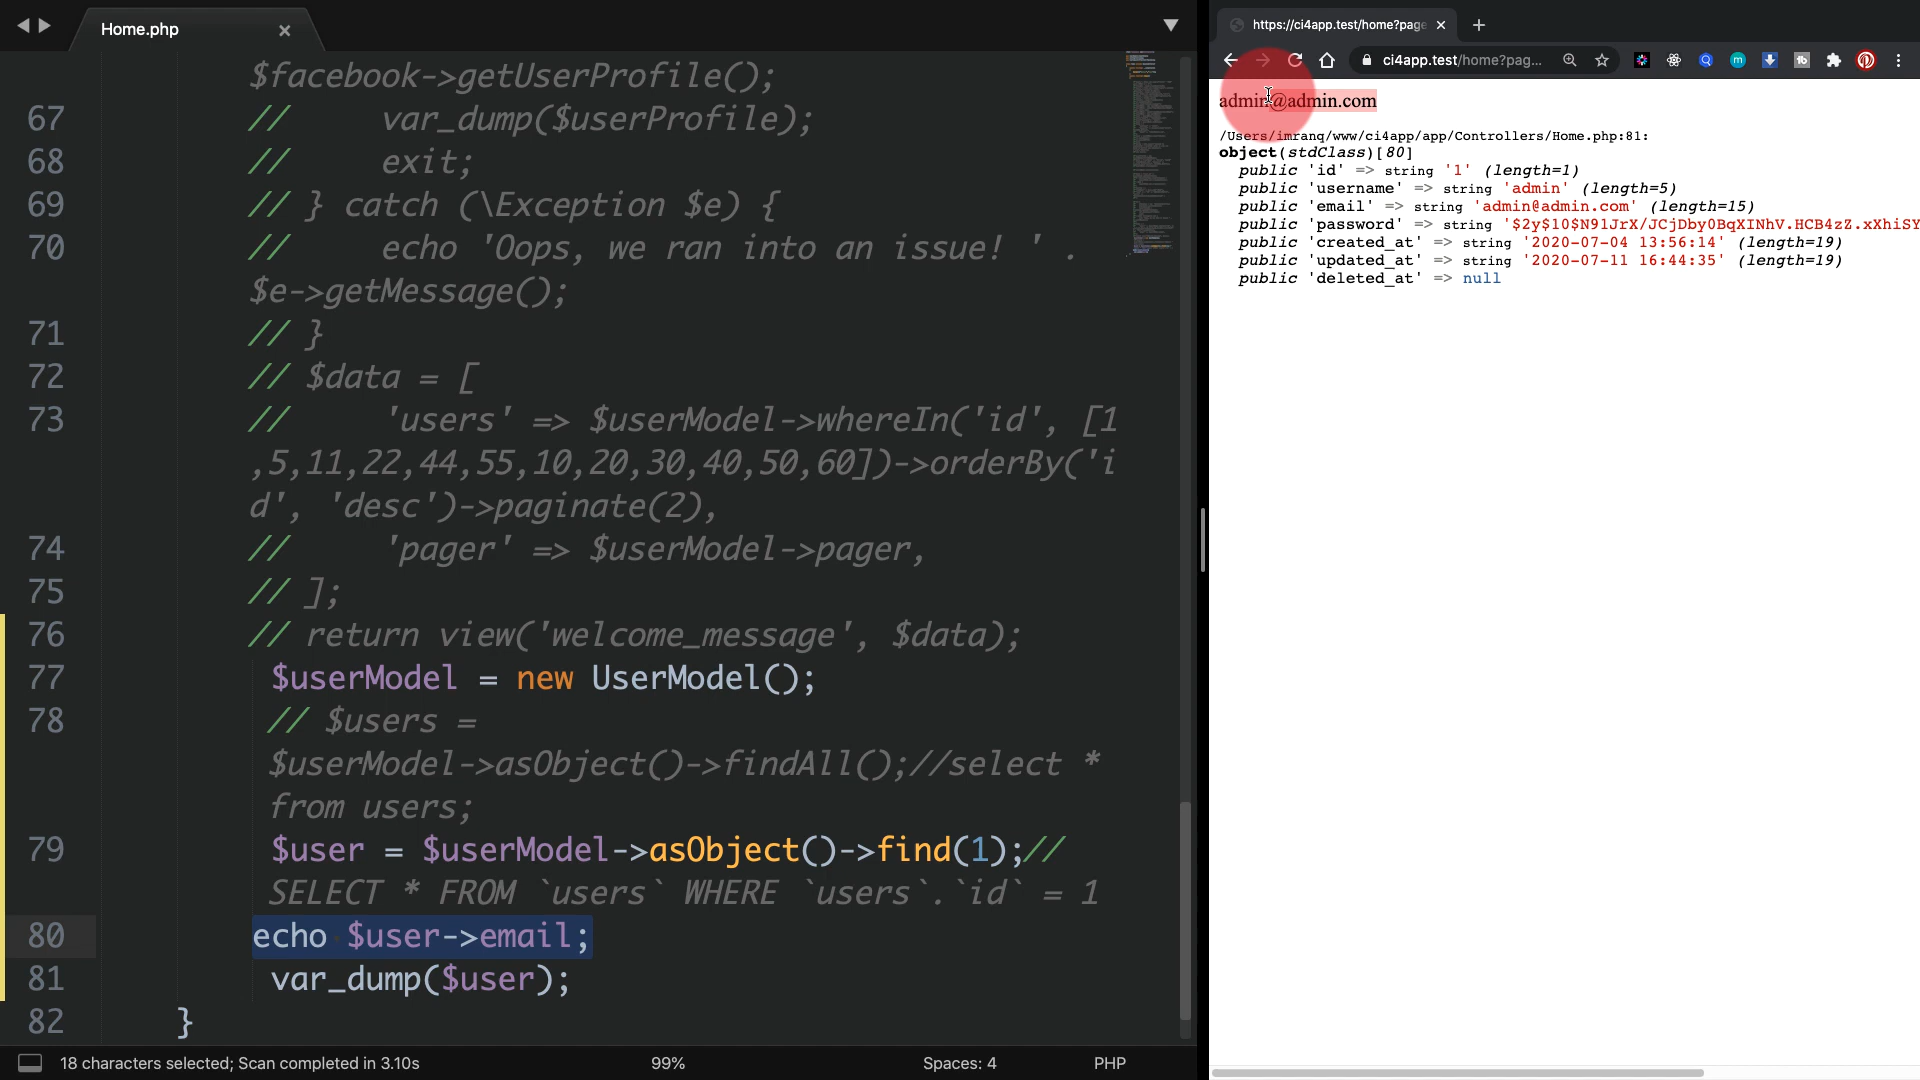 Home.php
$facebook->getUserProfile();
67 //     var_dump($userProfile);
68 //     exit;
69 // } catch (\Exception $e) {
70 //     echo 'Oops, we ran into an issue! ' .
$e->getMessage();
71 // }
72 // $data = [
73 //     'users' => $userModel->whereIn('id', [1
,5,11,22,44,55,10,20,30,40,50,60])->orderBy('i
d', 'desc')->paginate(2),
74 //     'pager' => $userModel->pager,
75 // ];
76 // return view('welcome_message', $data);
77 $userModel = new UserModel();
78 // $users =
$userModel->asObject()->findAll();//select *
from users;
79 $user = $userModel->asObject()->find(1);//
SELECT * FROM `users` WHERE `users`.`id` = 1
80 echo $user->email;
81 var_dump($user);
82 }
18 characters selected; Scan completed in 3.10s 99% Spaces: 4 PHP
https://ci4app.test/home?page
ci4app.test/home?pag...
admin@admin.com
/Users/imranq/www/ci4app/app/Controllers/Home.php:81:
object(stdClass)[80]
public 'id' => string '1' (length=1)
public 'username' => string 'admin' (length=5)
public 'email' => string 'admin@admin.com' (length=15)
public 'password' => string '$2y$10$N9lJrX/JCjDby0BqXINhV.HCB4zZ.xXhiSY
public 'created_at' => string '2020-07-04 13:56:14' (length=19)
public 'updated_at' => string '2020-07-11 16:44:35' (length=19)
public 'deleted_at' => null